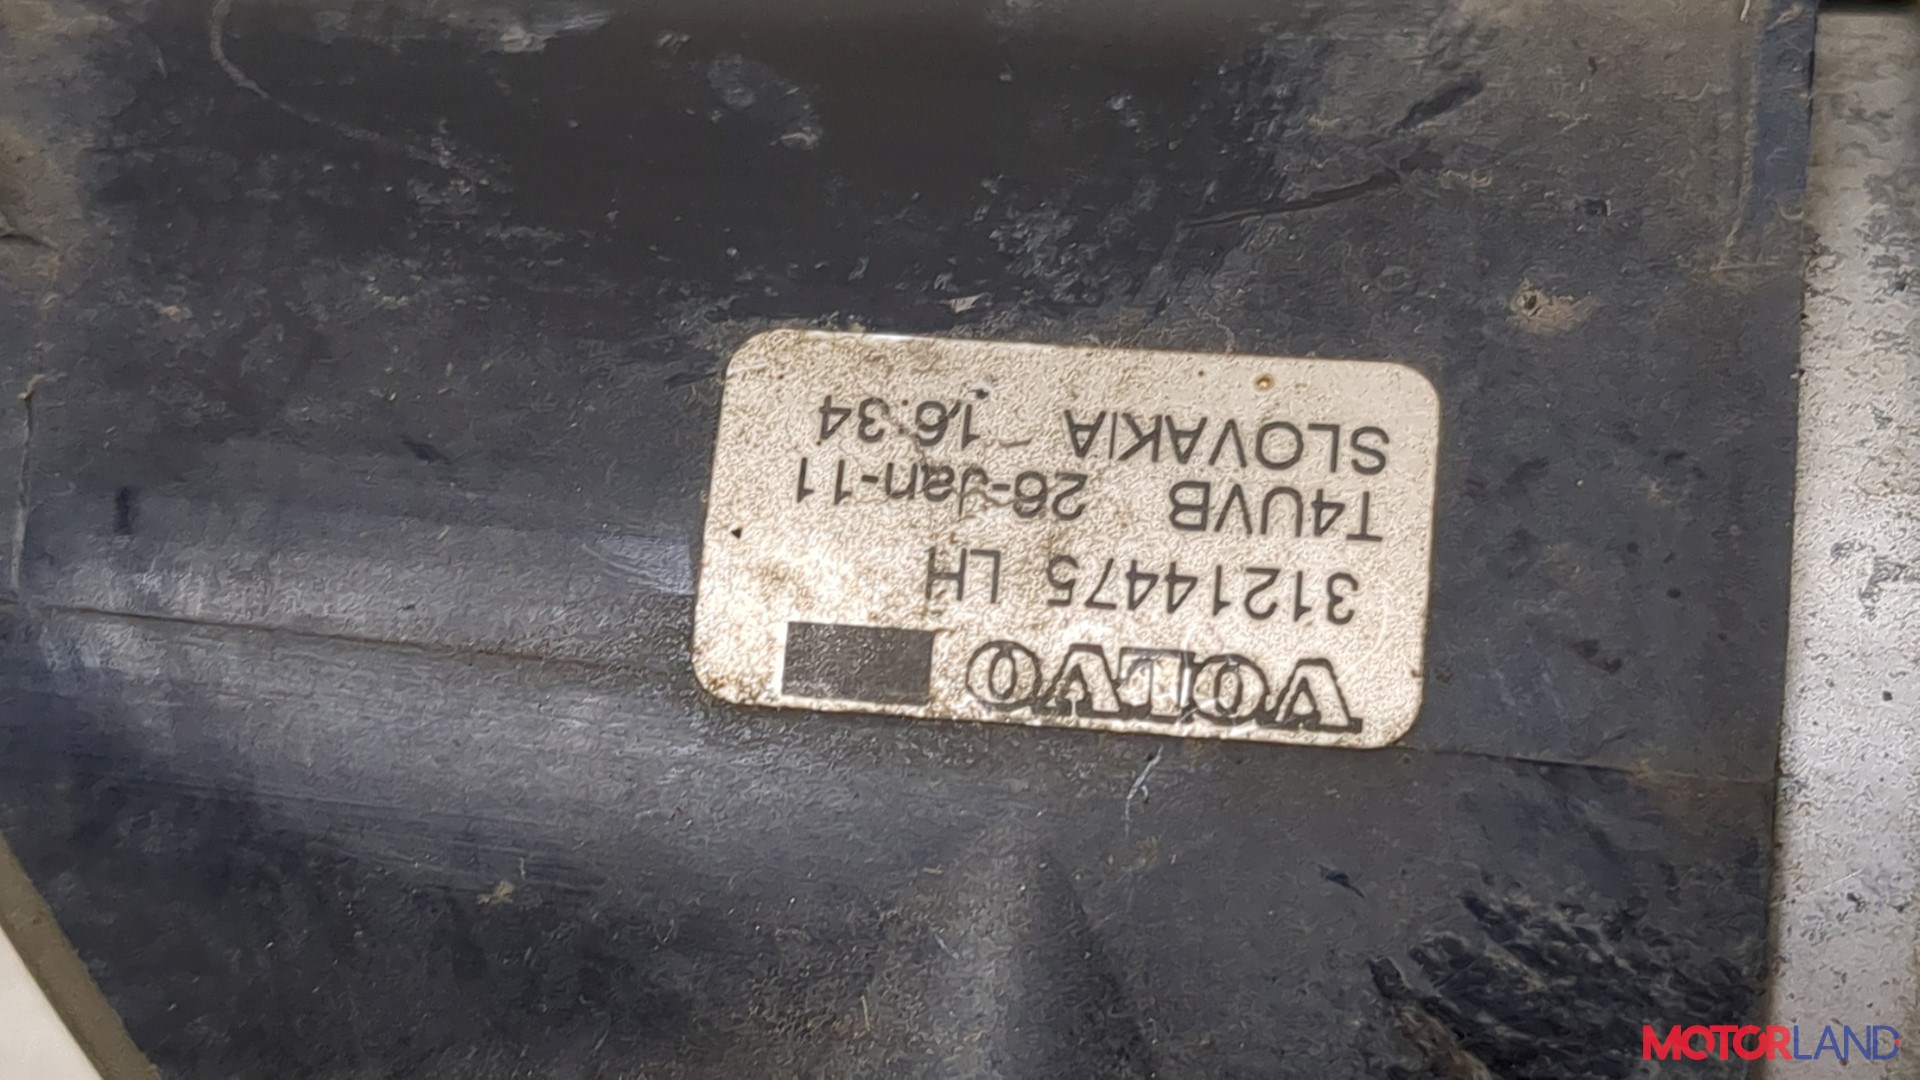 VOLVO
31214475 LH
T4UVB 26-Jan-11
SLOVAKIA 16:34
MOTORLAND